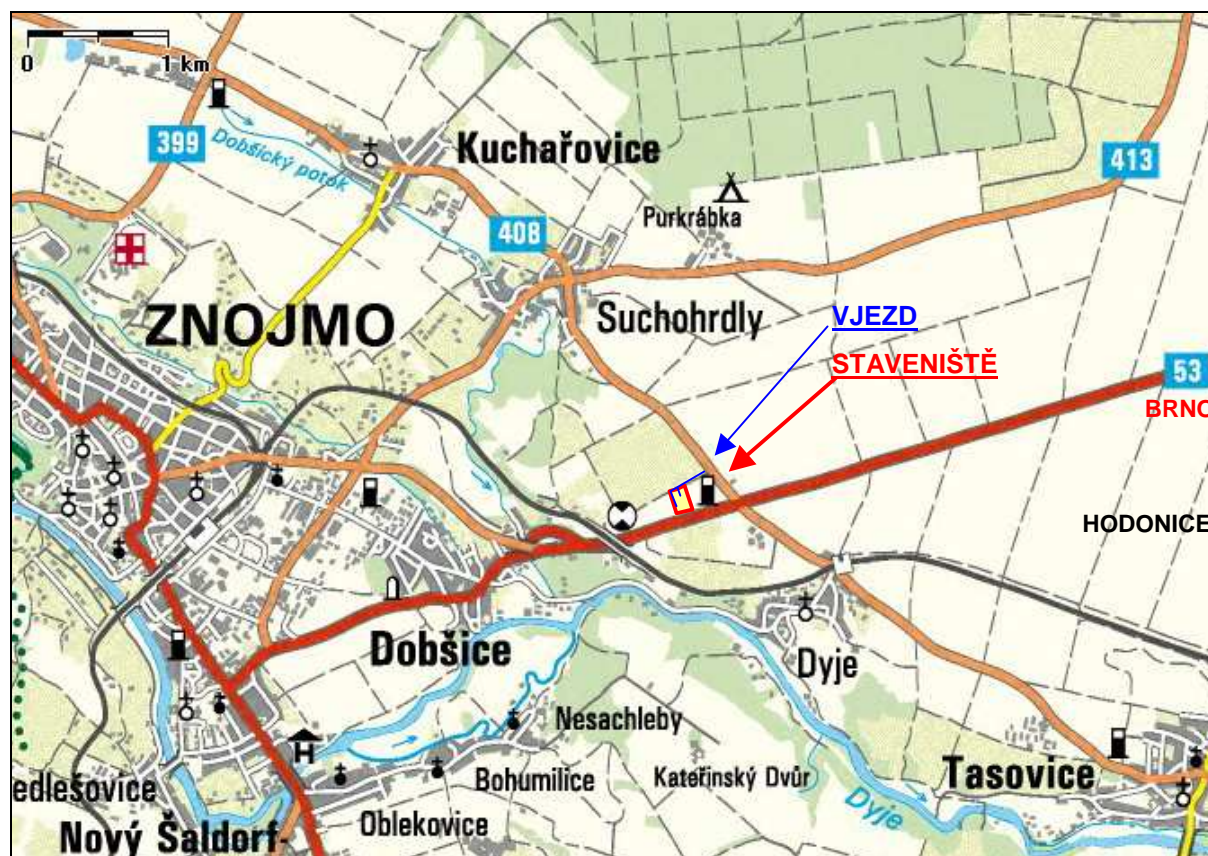 0 1 km
399
Dobšický potok
Kuchařovice
413
408
Purkrábka
ZNOJMO
Suchohrdly
VJEZD
STAVENIŠTĚ
53
BRNO
HODONICE
Dobšice
Dyje
Nesachleby
Bohumilice
Kateřinský Dvůr
Tasovice
edlešovice
Oblekovice
Dyje
Nový Šaldorf-